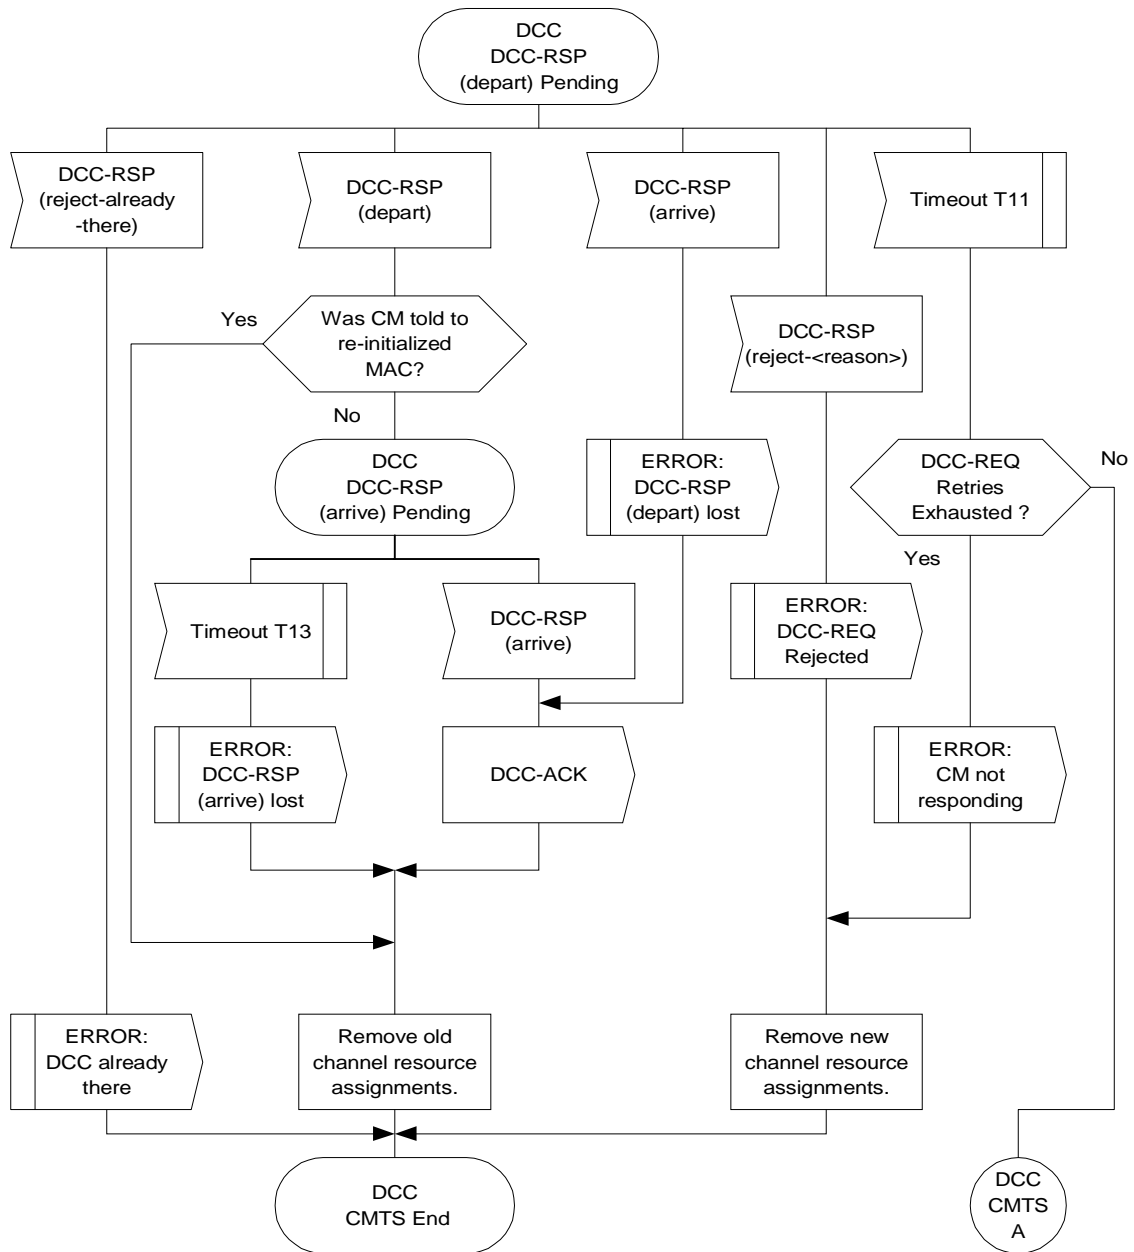 DCC
DCC-RSP
(depart) Pending
DCC-RSP
(reject-already
-there)
DCC-RSP
(depart)
DCC-RSP
(arrive)
Timeout T11
Yes
Was CM told to
re-initialized
MAC?
No
DCC-RSP
(reject-<reason>)
DCC
DCC-RSP
(arrive) Pending
ERROR:
DCC-RSP
(depart) lost
DCC-REQ
Retries
Exhausted ?
No
Yes
Timeout T13
DCC-RSP
(arrive)
ERROR:
DCC-REQ
Rejected
ERROR:
DCC-RSP
(arrive) lost
DCC-ACK
ERROR:
CM not
responding
ERROR:
DCC already
there
Remove old
channel resource
assignments.
Remove new
channel resource
assignments.
DCC
CMTS End
DCC
CMTS
A